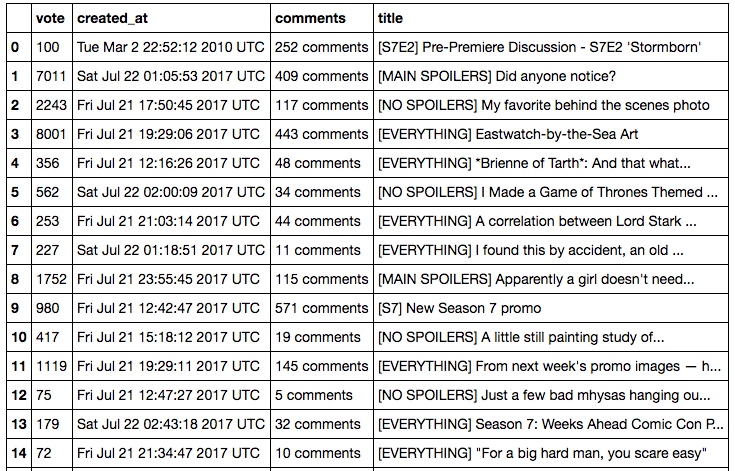 vote created_at comments title
0 100 Tue Mar 2 22:52:12 2010 UTC 252 comments [S7E2] Pre-Premiere Discussion - S7E2 'Stormborn'
1 7011 Sat Jul 22 01:05:53 2017 UTC 409 comments [MAIN SPOILERS] Did anyone notice?
2 2243 Fri Jul 21 17:50:45 2017 UTC 117 comments [NO SPOILERS] My favorite behind the scenes photo
3 8001 Fri Jul 21 19:29:06 2017 UTC 443 comments [EVERYTHING] Eastwatch-by-the-Sea Art
4 356 Fri Jul 21 12:16:26 2017 UTC 48 comments [EVERYTHING] *Brienne of Tarth*: And that what...
5 562 Sat Jul 22 02:00:09 2017 UTC 34 comments [NO SPOILERS] I Made a Game of Thrones Themed ...
6 253 Fri Jul 21 21:03:14 2017 UTC 44 comments [EVERYTHING] A correlation between Lord Stark ...
7 227 Sat Jul 22 01:18:51 2017 UTC 11 comments [EVERYTHING] I found this by accident, an old ...
8 1752 Fri Jul 21 23:55:45 2017 UTC 115 comments [MAIN SPOILERS] Apparently a girl doesn't need...
9 980 Fri Jul 21 12:42:47 2017 UTC 571 comments [S7] New Season 7 promo
10 417 Fri Jul 21 15:18:12 2017 UTC 19 comments [NO SPOILERS] A little still painting study of...
11 1119 Fri Jul 21 19:29:11 2017 UTC 145 comments [EVERYTHING] From next week's promo images — h...
12 75 Fri Jul 21 12:47:27 2017 UTC 5 comments [NO SPOILERS] Just a few bad mhysas hanging ou...
13 179 Sat Jul 22 02:43:18 2017 UTC 32 comments [EVERYTHING] Season 7: Weeks Ahead Comic Con P...
14 72 Fri Jul 21 21:34:47 2017 UTC 10 comments [EVERYTHING] "For a big hard man, you scare easy"